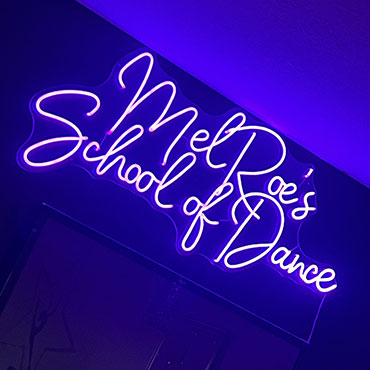 MelRoe's
School of Dance